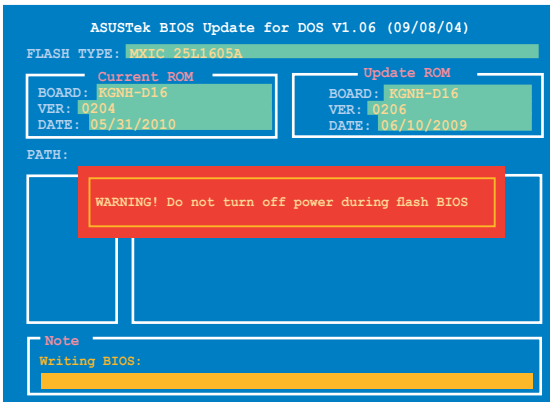 ASUSTek BIOS Update for DOS V1.06 (09/08/04)
FLASH TYPE: MXIC 25L1605A
Current ROM
BOARD: KGNH-D16
VER: 0204
DATE: 05/31/2010
Update ROM
BOARD: KGNH-D16
VER: 0206
DATE: 06/10/2009
PATH:
WARNING! Do not turn off power during flash BIOS
Note
Writing BIOS: